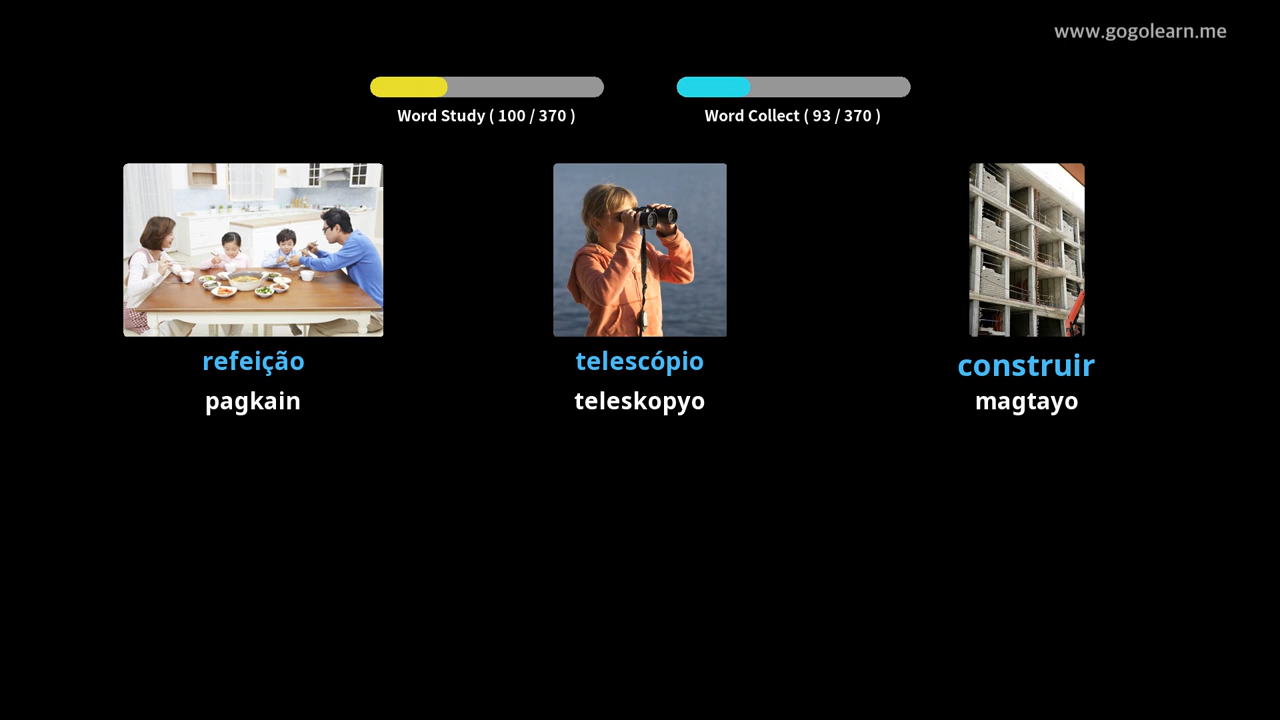 www.gogolearn.me
Word Study ( 100 / 370 )
Word Collect ( 93 / 370 )
refeição
telescópio
construir
pagkain
teleskopyo
magtayo